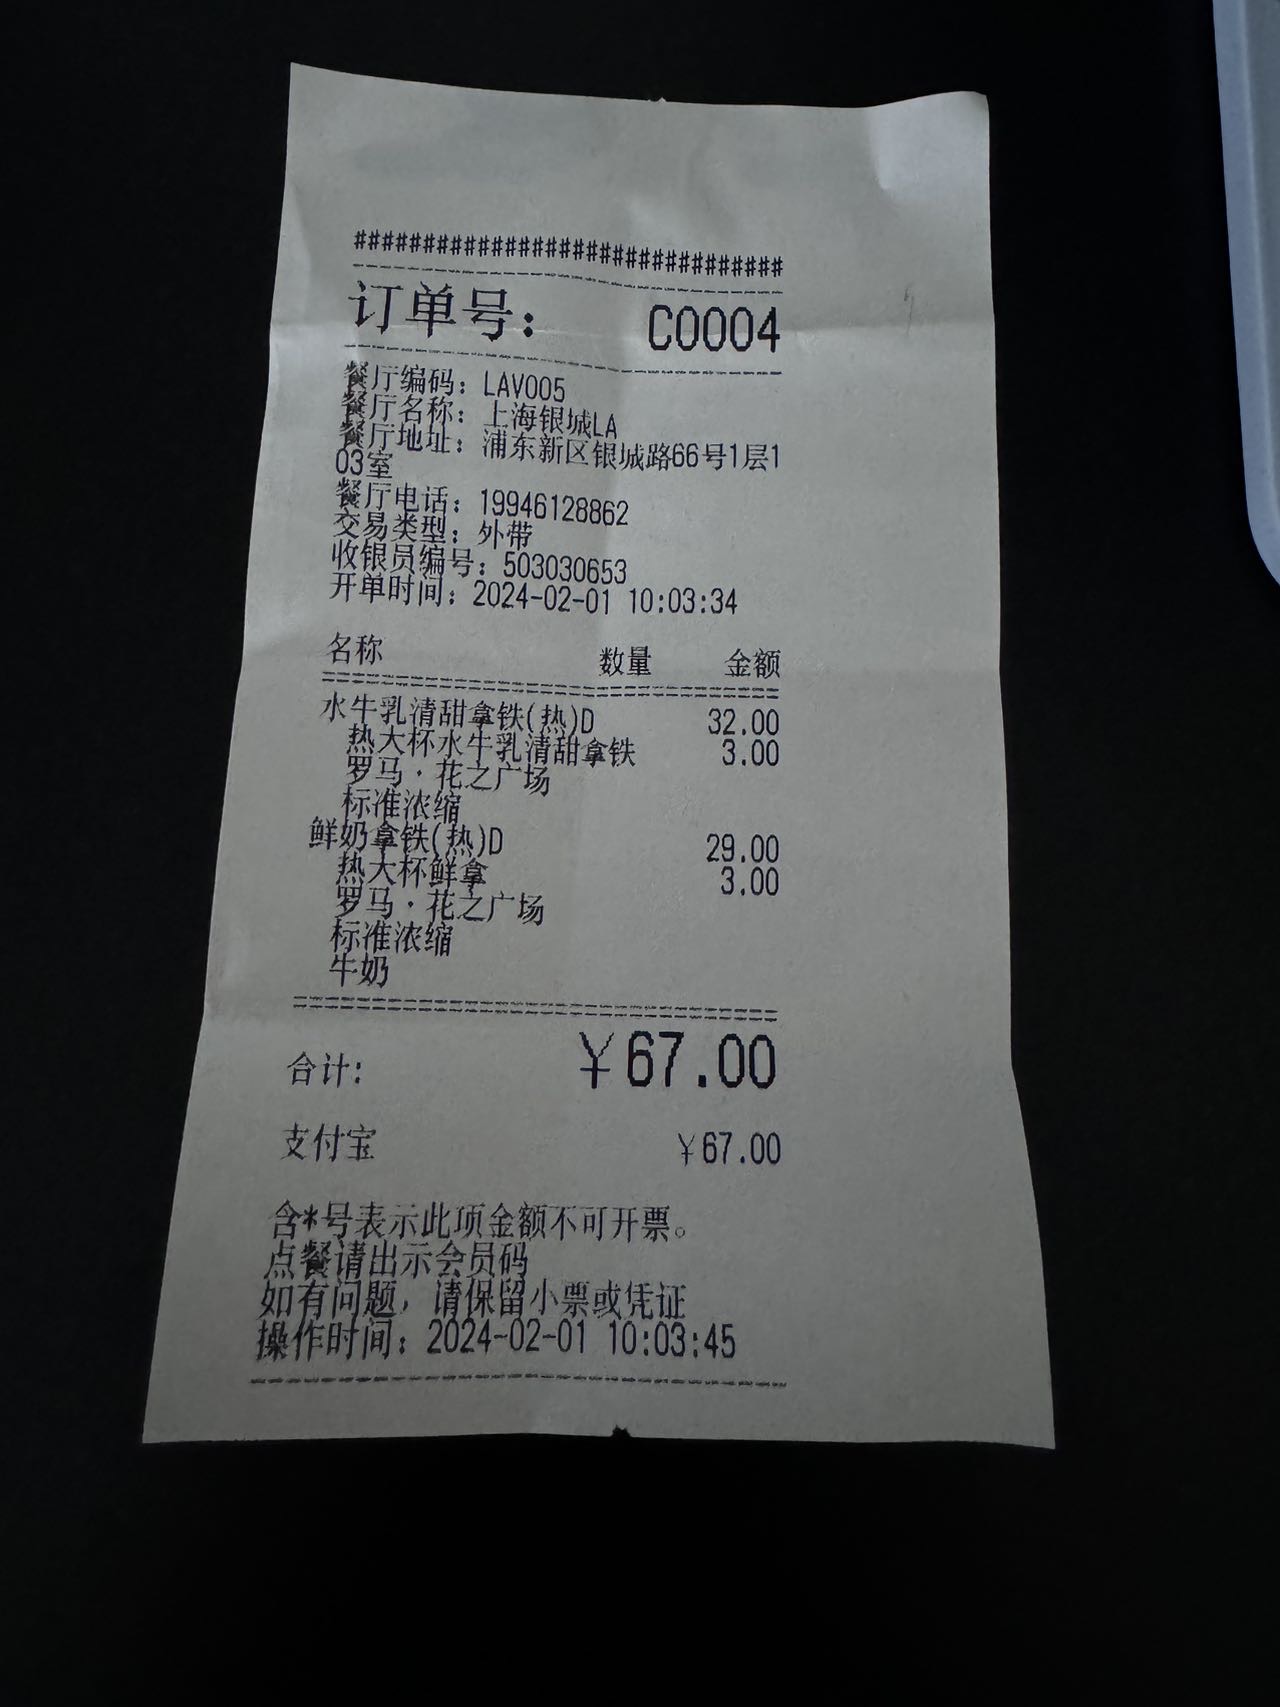 ################################
订单号： C0004
餐厅编码：LAV005
餐厅名称：上海银城LA
餐厅地址：浦东新区银城路66号1层1
03室
餐厅电话：19946128862
交易类型：外带
收银员编号：503030653
开单时间：2024-02-01 10:03:34
名称 数量 金额
水牛乳清甜拿铁(热)D 32.00
热大杯水牛乳清甜拿铁 3.00
罗马·花之广场
标准浓缩
鲜奶拿铁(热)D 29.00
热大杯鲜拿 3.00
罗马·花之广场
标准浓缩
牛奶
合计: ￥67.00
支付宝 ￥67.00
含*号表示此项金额不可开票。
点餐请出示会员码
如有问题，请保留小票或凭证
操作时间：2024-02-01 10:03:45